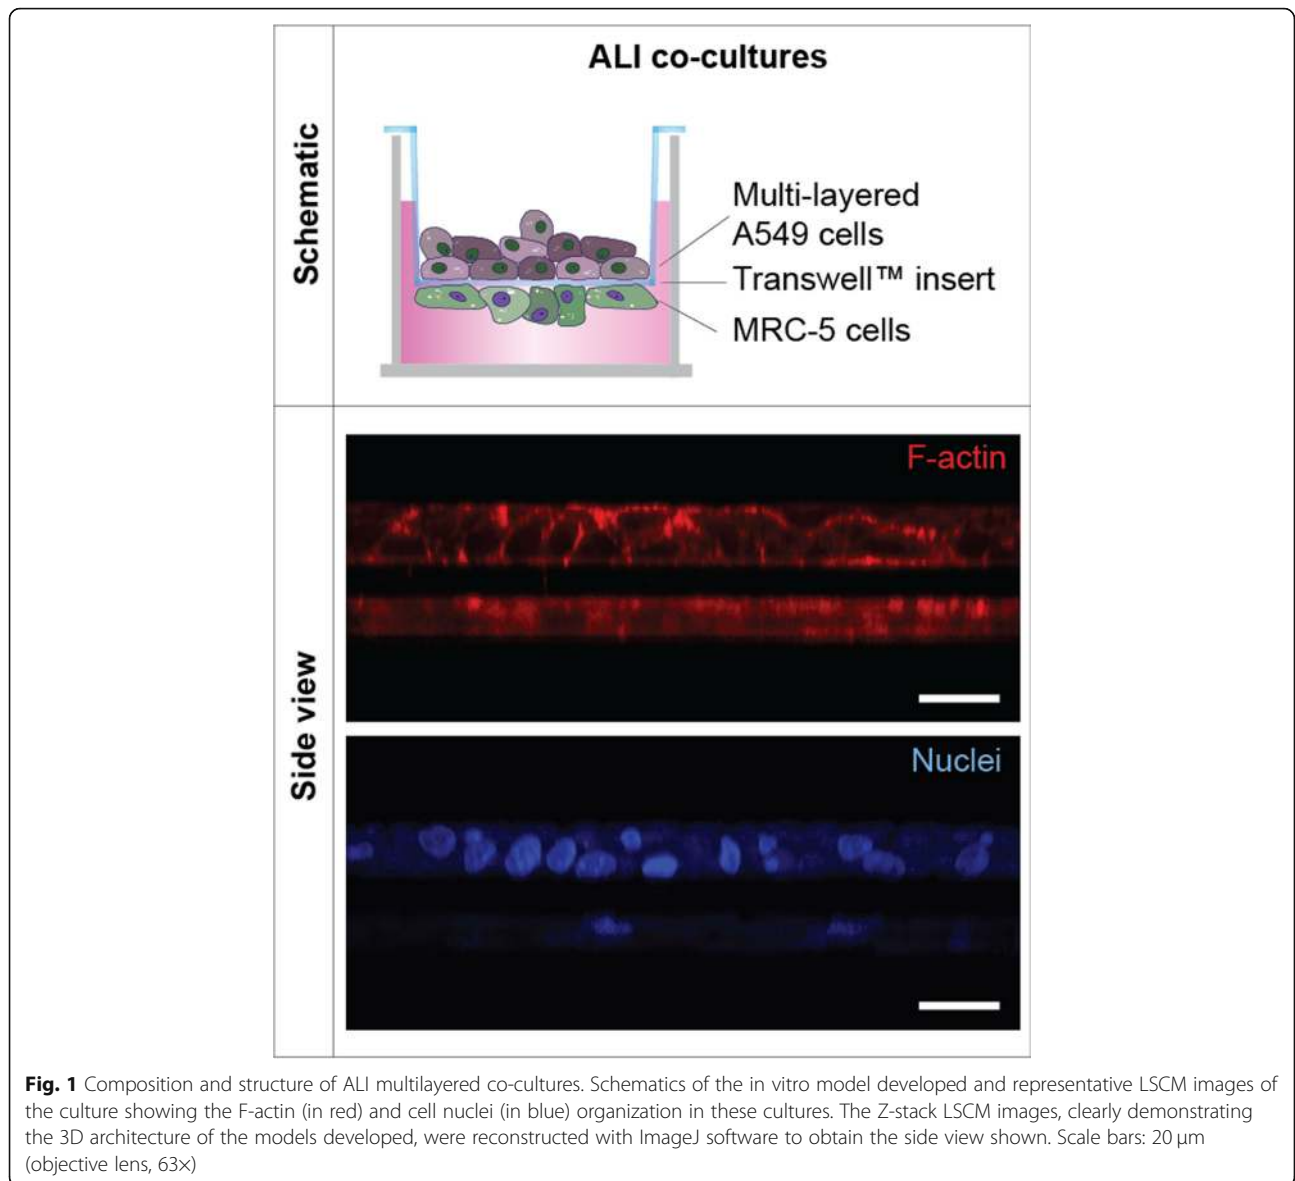 ALI co-cultures
Schematic
Multi-layered
A549 cells
Transwell™ insert
MRC-5 cells
Side view
F-actin
Nuclei
Fig. 1 Composition and structure of ALI multilayered co-cultures. Schematics of the in vitro model developed and representative LSCM images of
the culture showing the F-actin (in red) and cell nuclei (in blue) organization in these cultures. The Z-stack LSCM images, clearly demonstrating
the 3D architecture of the models developed, were reconstructed with ImageJ software to obtain the side view shown. Scale bars: 20 μm
(objective lens, 63×)